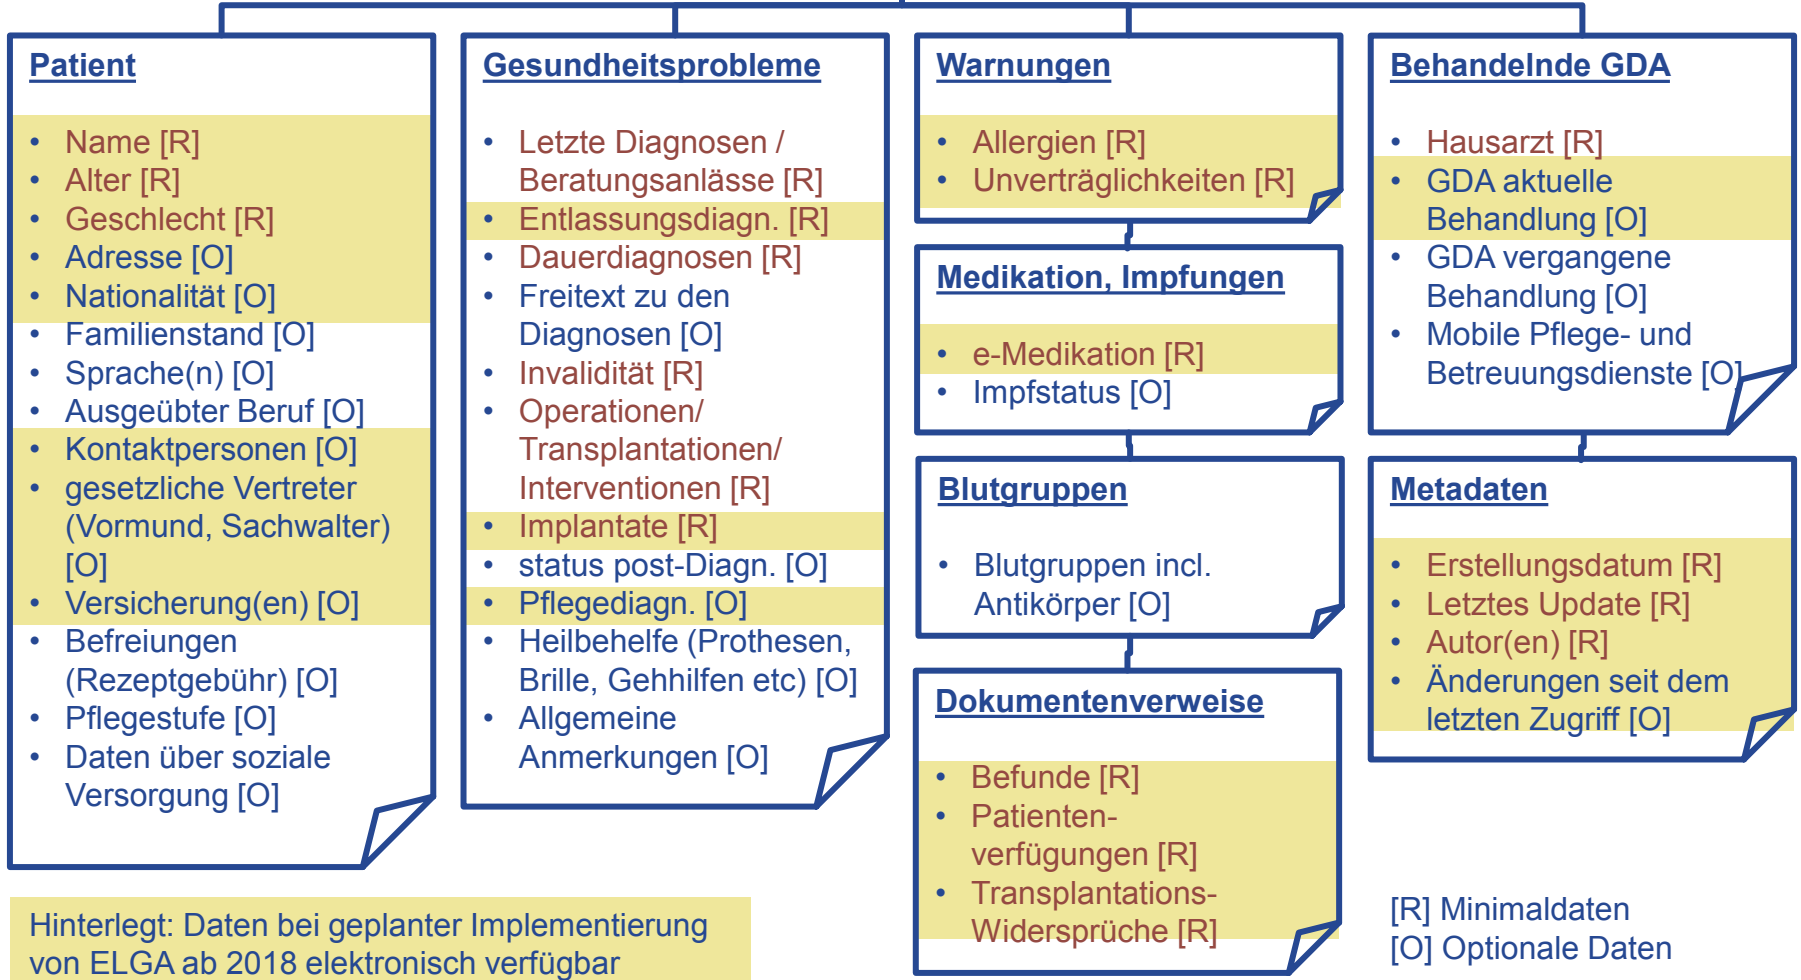 Patient
• Name [R]
• Alter [R]
• Geschlecht [R]
• Adresse [O]
• Nationalität [O]
• Familienstand [O]
• Sprache(n) [O]
• Ausgeübter Beruf [O]
• Kontaktpersonen [O]
• gesetzliche Vertreter
(Vormund, Sachwalter)
[O]
• Versicherung(en) [O]
• Befreiungen
(Rezeptgebühr) [O]
• Pflegestufe [O]
• Daten über soziale
Versorgung [O]
Gesundheitsprobleme
• Letzte Diagnosen /
Beratungsanlässe [R]
• Entlassungsdiagn. [R]
• Dauerdiagnosen [R]
• Freitext zu den
Diagnosen [O]
• Invalidität [R]
• Operationen/
Transplantationen/
Interventionen [R]
• Implantate [R]
• status post-Diagn. [O]
• Pflegediagn. [O]
• Heilbehelfe (Prothesen,
Brille, Gehhilfen etc) [O]
• Allgemeine
Anmerkungen [O]
Warnungen
• Allergien [R]
• Unverträglichkeiten [R]
Medikation, Impfungen
• e-Medikation [R]
• Impfstatus [O]
Blutgruppen
• Blutgruppen incl.
Antikörper [O]
Dokumentenverweise
• Befunde [R]
• Patienten-
verfügungen [R]
• Transplantations-
Widersprüche [R]
Behandelnde GDA
• Hausarzt [R]
• GDA aktuelle
Behandlung [O]
• GDA vergangene
Behandlung [O]
• Mobile Pflege- und
Betreuungsdienste [O]
Metadaten
• Erstellungsdatum [R]
• Letztes Update [R]
• Autor(en) [R]
• Änderungen seit dem
letzten Zugriff [O]
Hinterlegt: Daten bei geplanter Implementierung
von ELGA ab 2018 elektronisch verfügbar
[R] Minimaldaten
[O] Optionale Daten